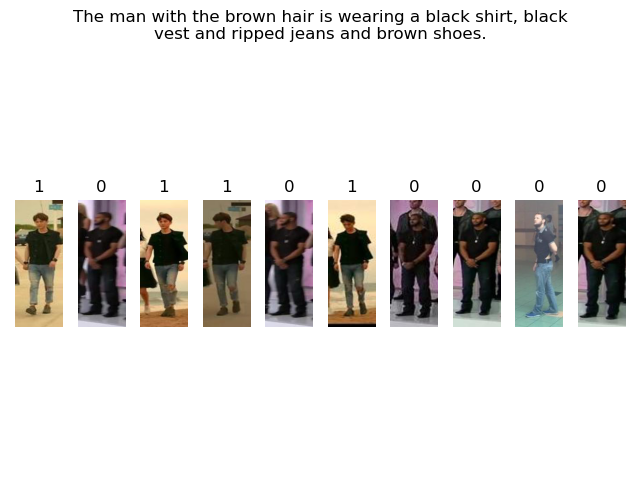 The man with the brown hair is wearing a black shirt, black
vest and ripped jeans and brown shoes.
1 0 1 1 0 1 0 0 0 0